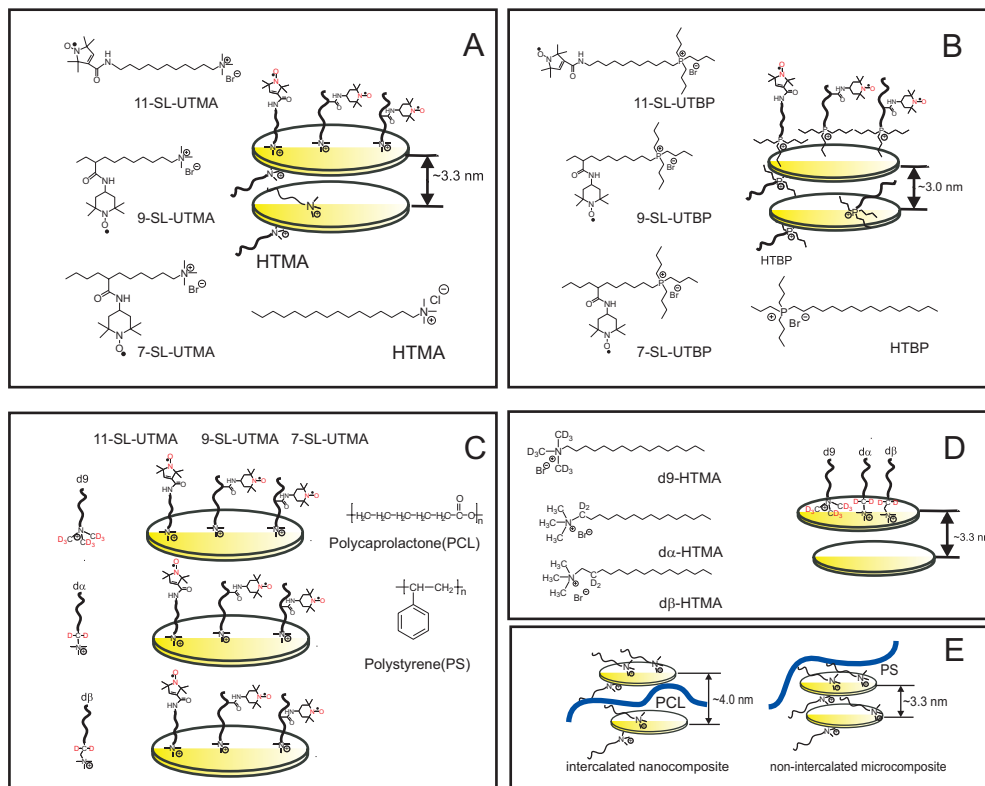 A
11-SL-UTMA
9-SL-UTMA
7-SL-UTMA
~3.3 nm
HTMA
HTMA
B
11-SL-UTBP
9-SL-UTBP
7-SL-UTBP
~3.0 nm
HTBP
HTBP
C
11-SL-UTMA 9-SL-UTMA 7-SL-UTMA
d9
dα
dβ
Polycaprolactone(PCL)
Polystyrene(PS)
D
d9-HTMA
dα-HTMA
dβ-HTMA
d9 dα dβ
~3.3 nm
E
PCL
~4.0 nm
intercalated nanocomposite
PS
~3.3 nm
non-intercalated microcomposite